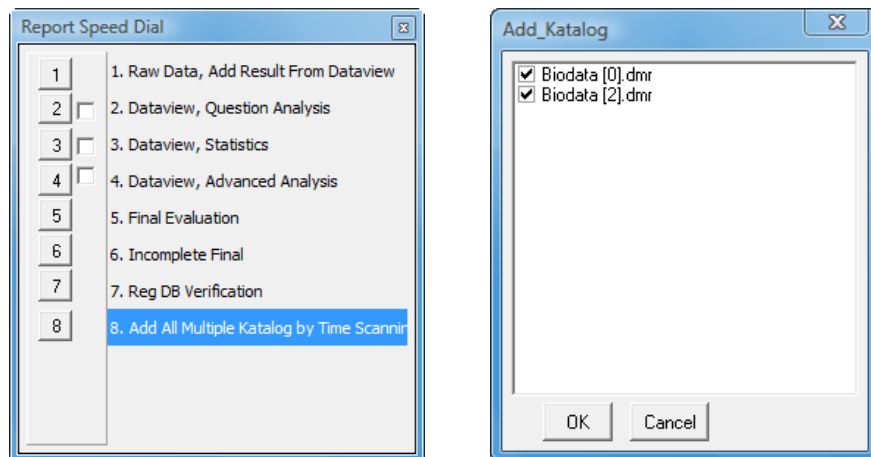 Report Speed Dial
1 1. Raw Data, Add Result From Dataview
2 2. Dataview, Question Analysis
3 3. Dataview, Statistics
4 4. Dataview, Advanced Analysis
5 5. Final Evaluation
6 6. Incomplete Final
7 7. Reg DB Verification
8 8. Add All Multiple Katalog by Time Scannin
Add_Katalog
Biodata [0].dmr
Biodata [2].dmr
OK Cancel